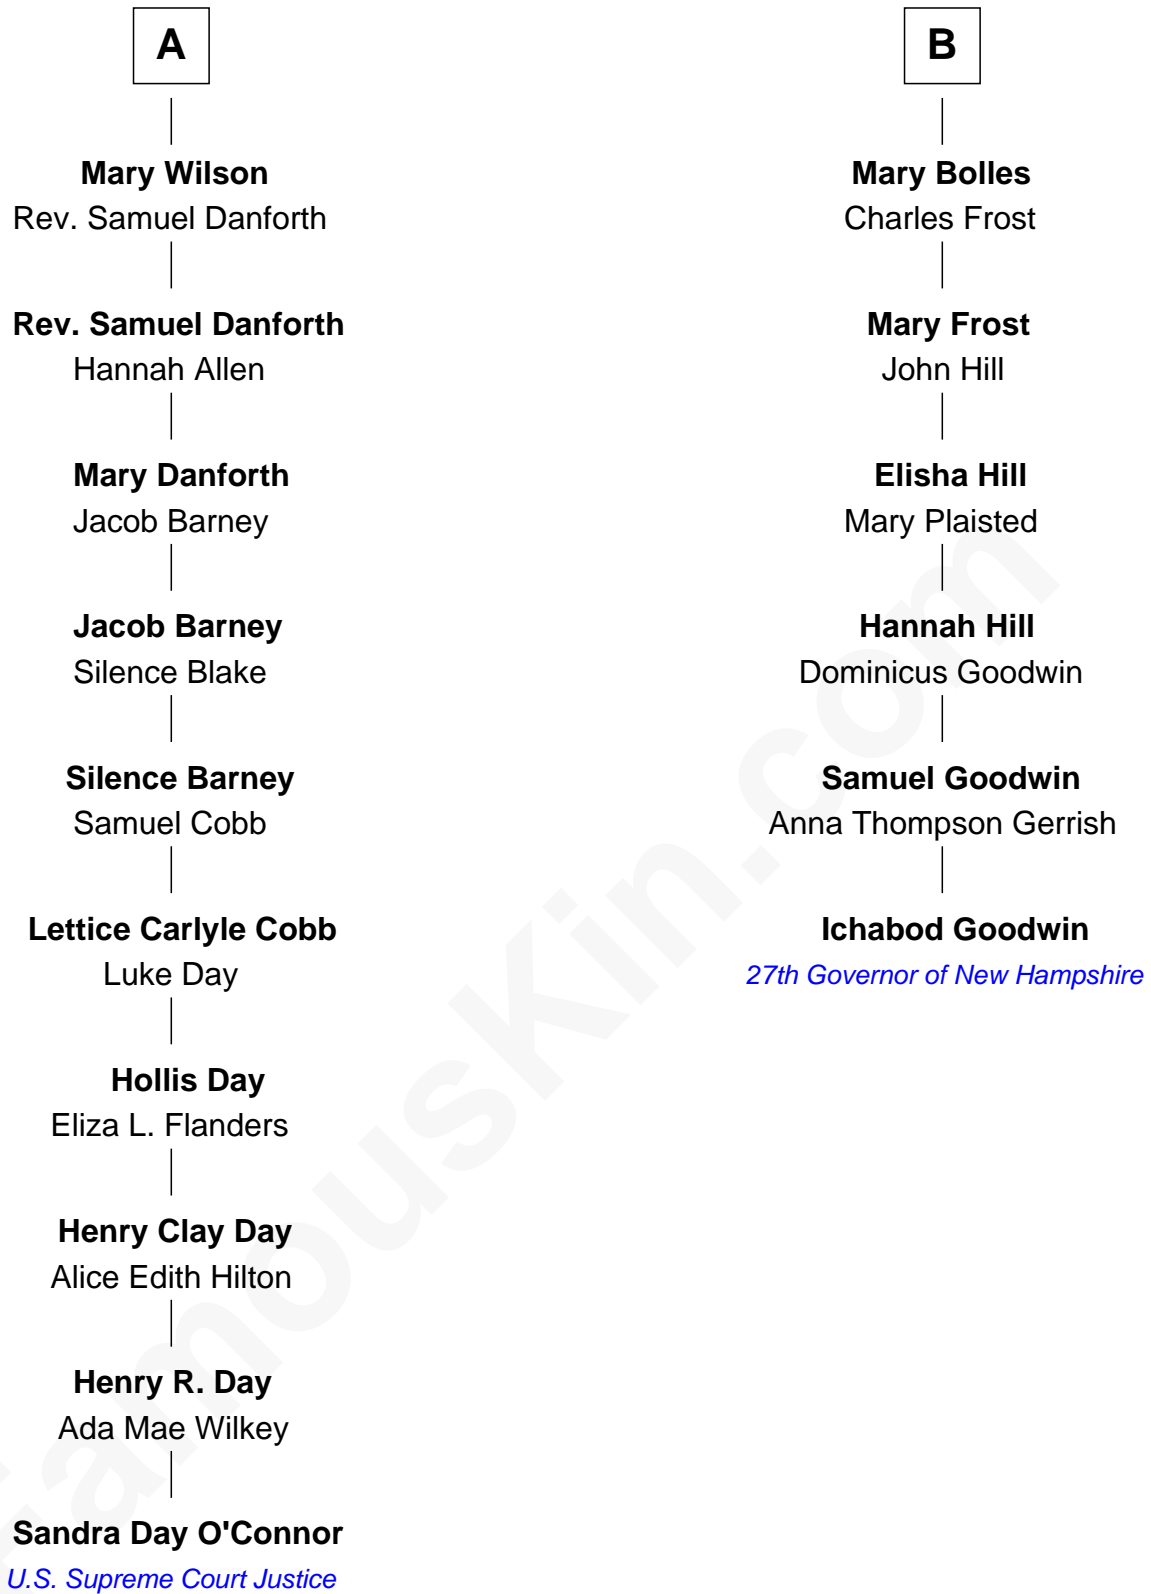 A
Mary Wilson
Rev. Samuel Danforth
Rev. Samuel Danforth
Hannah Allen
Mary Danforth
Jacob Barney
Jacob Barney
Silence Blake
Silence Barney
Samuel Cobb
Lettice Carlyle Cobb
Luke Day
Hollis Day
Eliza L. Flanders
Henry Clay Day
Alice Edith Hilton
Henry R. Day
Ada Mae Wilkey
Sandra Day O'Connor
U.S. Supreme Court Justice
B
Mary Bolles
Charles Frost
Mary Frost
John Hill
Elisha Hill
Mary Plaisted
Hannah Hill
Dominicus Goodwin
Samuel Goodwin
Anna Thompson Gerrish
Ichabod Goodwin
27th Governor of New Hampshire
FamousKin.com